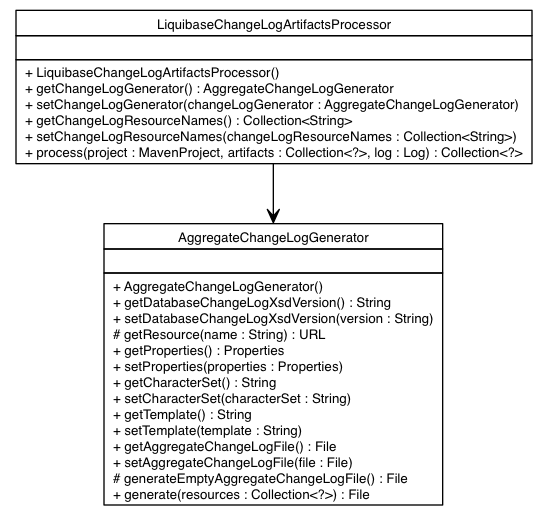 LiquibaseChangeLogArtifactsProcessor
+ LiquibaseChangeLogArtifactsProcessor()
+ getChangeLogGenerator() : AggregateChangeLogGenerator
+ setChangeLogGenerator(changeLogGenerator : AggregateChangeLogGenerator)
+ getChangeLogResourceNames() : Collection<String>
+ setChangeLogResourceNames(changeLogResourceNames : Collection<String>)
+ process(project : MavenProject, artifacts : Collection<?>, log : Log) : Collection<?>
AggregateChangeLogGenerator
+ AggregateChangeLogGenerator()
+ getDatabaseChangeLogXsdVersion() : String
+ setDatabaseChangeLogXsdVersion(version : String)
# getResource(name : String) : URL
+ getProperties() : Properties
+ setProperties(properties : Properties)
+ getCharacterSet() : String
+ setCharacterSet(characterSet : String)
+ getTemplate() : String
+ setTemplate(template : String)
+ getAggregateChangeLogFile() : File
+ setAggregateChangeLogFile(file : File)
# generateEmptyAggregateChangeLogFile() : File
+ generate(resources : Collection<?>) : File